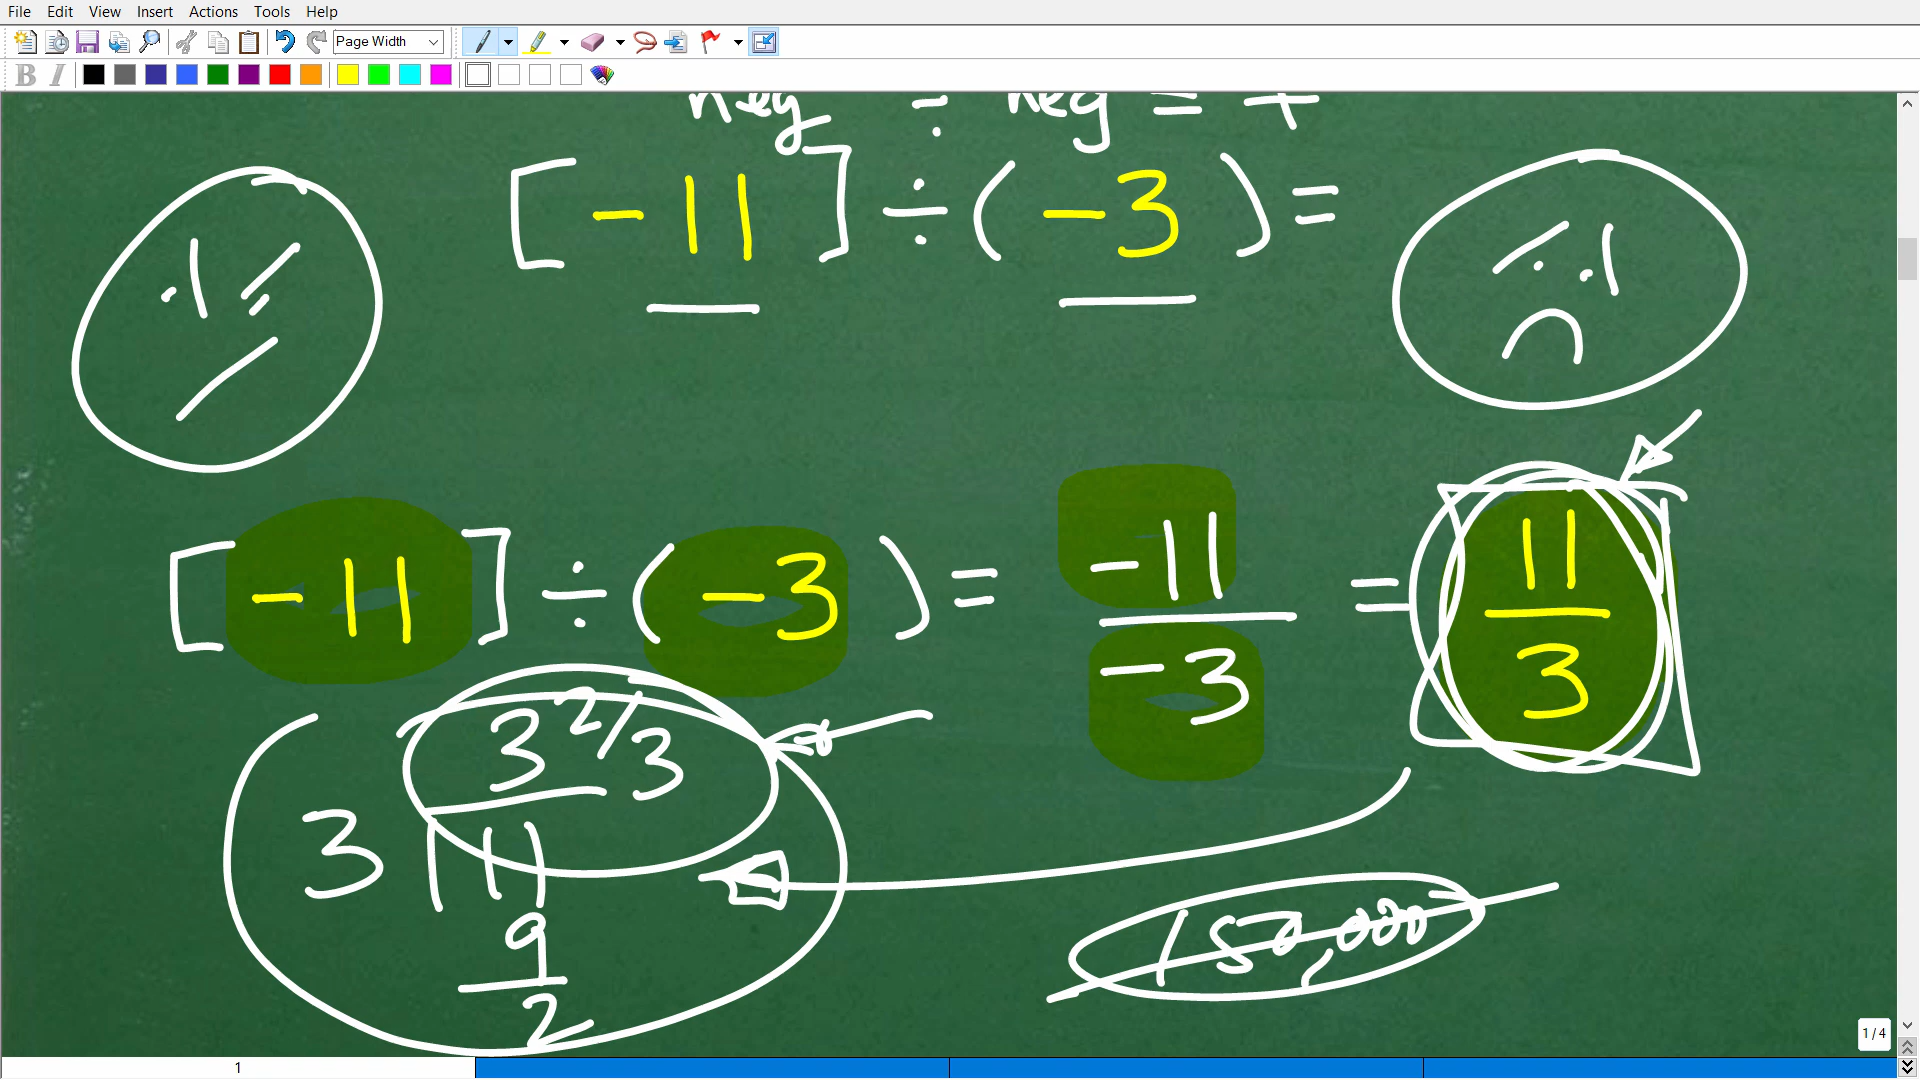 File Edit View Insert Actions Tools Help
Page Width
B I
neg ÷ neg = +
[-11] ÷ (-3) =
[-11] ÷ (-3) = -11/-3 = 11/3
3 2/3
3 11
9
2
150,000
1 / 4
1